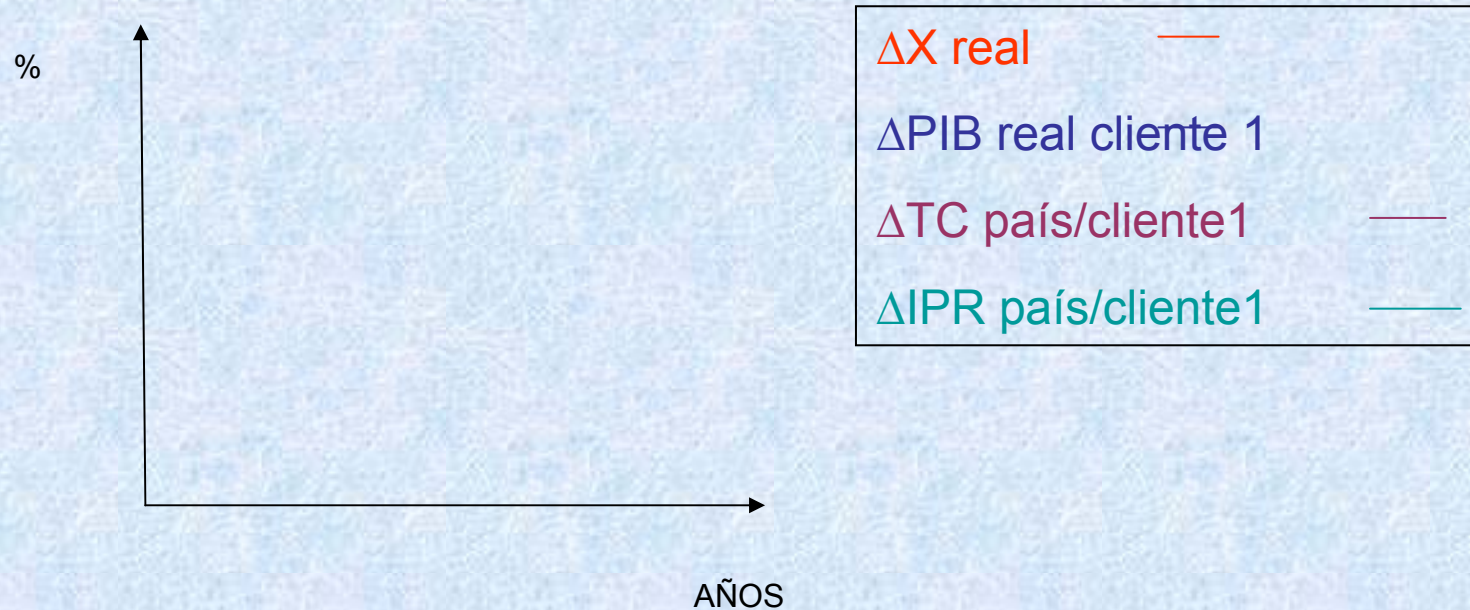 %
ΔX real
ΔPIB real cliente 1
ΔTC país/cliente1
ΔIPR país/cliente1
AÑOS